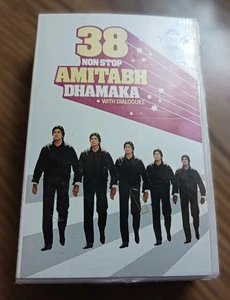 38
NON STOP
AMITABH
DHAMAKA
WITH DIALOGUES